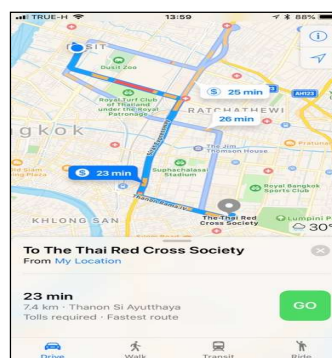 TRUE-H
13:59
88%
DUSIT
Dusit Zoo
Royal Turf Club
of Thailand
under the Royal
Patronage
25 min
AH123
RATCHATHEWI
26 min
gkok
The Jim
Thompson House
Pratuna
23 min
Suphachalasai
Stadium
Royal Bangkok
Sports Club
KHLONG SAN
The Thai Red
Cross Society
Lumpini P
30°
To The Thai Red Cross Society
From My Location
23 min
7.4 km · Thanon Si Ayutthaya
Tolls required · Fastest route
GO
Drive
Walk
Transit
Ride